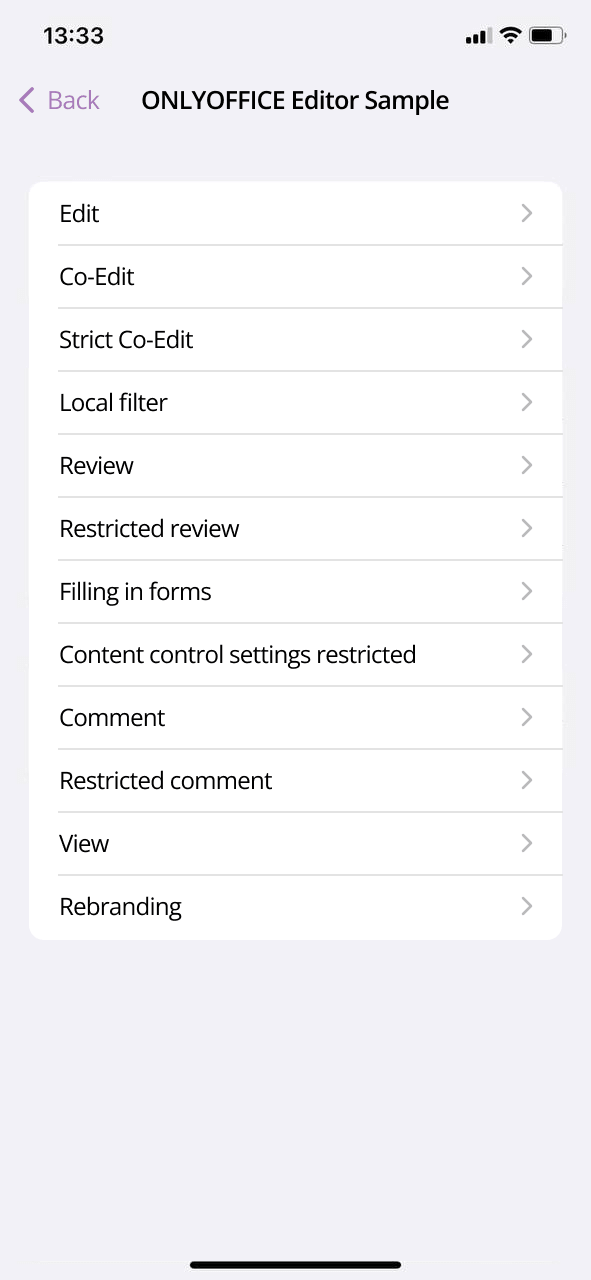 13:33
Back ONLYOFFICE Editor Sample
Edit
Co-Edit
Strict Co-Edit
Local filter
Review
Restricted review
Filling in forms
Content control settings restricted
Comment
Restricted comment
View
Rebranding